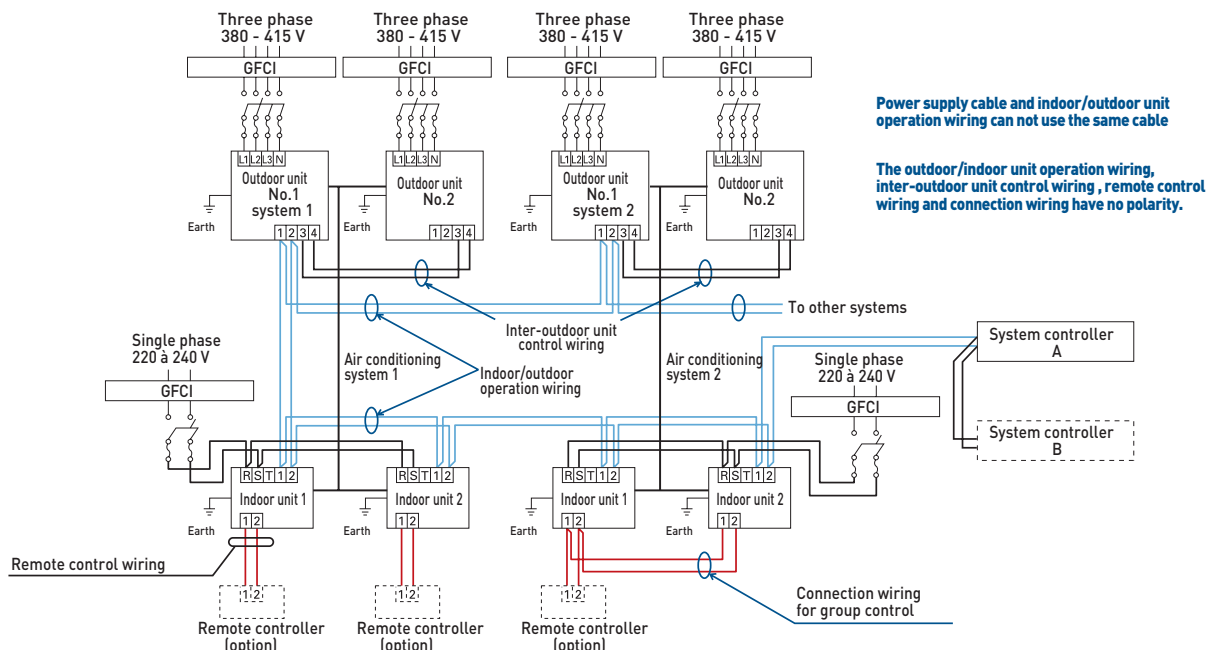 Three phase
380 - 415 V
Three phase
380 - 415 V
Three phase
380 - 415 V
Three phase
380 - 415 V
GFCI
GFCI
GFCI
GFCI
Power supply cable and indoor/outdoor unit
operation wiring can not use the same cable
The outdoor/indoor unit operation wiring,
inter-outdoor unit control wiring , remote control
wiring and connection wiring have no polarity.
L1 L2 L3 N
L1 L2 L3 N
L1 L2 L3 N
L1 L2 L3 N
Outdoor unit
No.1
system 1
Outdoor unit
No.2
Outdoor unit
No.1
system 2
Outdoor unit
No.2
Earth
Earth
Earth
Earth
1 2 3 4
1 2 3 4
1 2 3 4
1 2 3 4
To other systems
Inter-outdoor unit
control wiring
Single phase
220 à 240 V
GFCI
Air conditioning
system 1
Indoor/outdoor
operation wiring
Air conditioning
system 2
Single phase
220 à 240 V
GFCI
System controller
A
System controller
B
R S T 1 2
R S T 1 2
R S T 1 2
R S T 1 2
Indoor unit 1
Indoor unit 2
Indoor unit 1
Indoor unit 2
Earth
Earth
Earth
Earth
1 2
1 2
1 2
1 2
Remote control wiring
Connection wiring
for group control
1 2
1 2
1 2
Remote controller
(option)
Remote controller
(option)
Remote controller
(option)